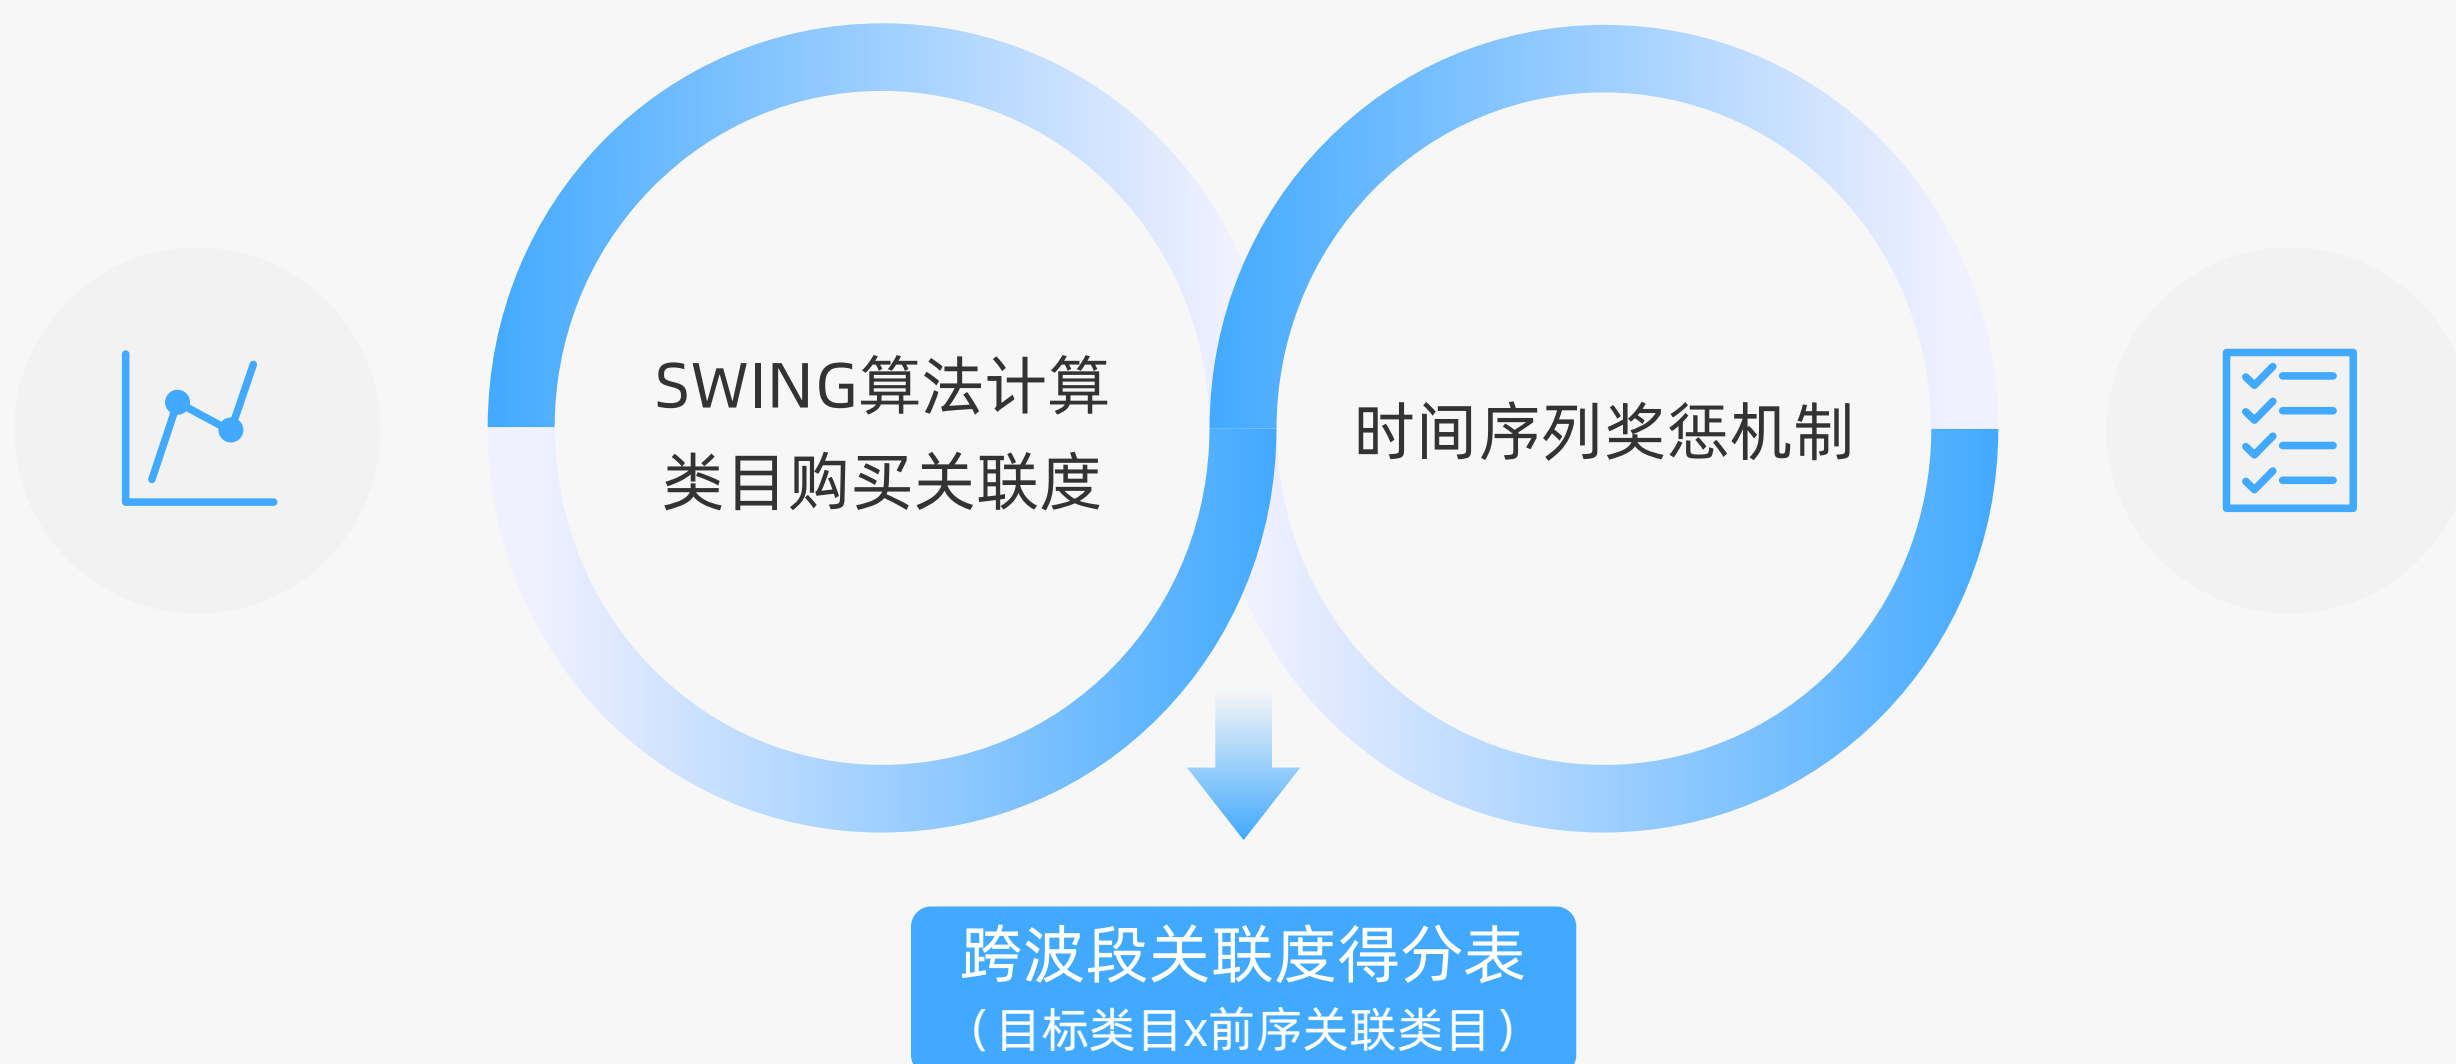 SWING算法计算
类目购买关联度
时间序列奖惩机制
跨波段关联度得分表
（目标类目x前序关联类目）